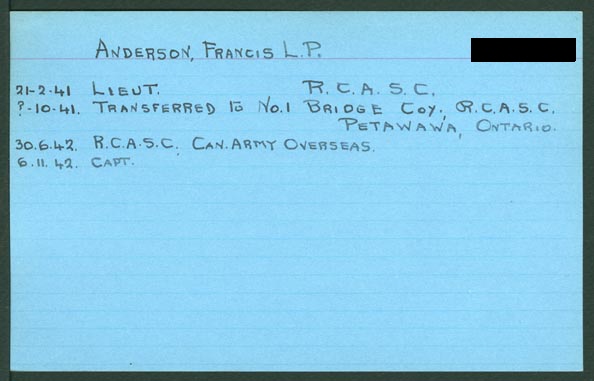 ANDERSON, FRANCIS L.P.
21-2-41 LIEUT. R.C.A.S.C.
?-10-41. TRANSFERRED TO NO.1 BRIDGE COY, R.C.A.S.C.
PETAWAWA, ONTARIO.
30.6.42. R.C.A.S.C. CAN. ARMY OVERSEAS.
6.11.42. CAPT.